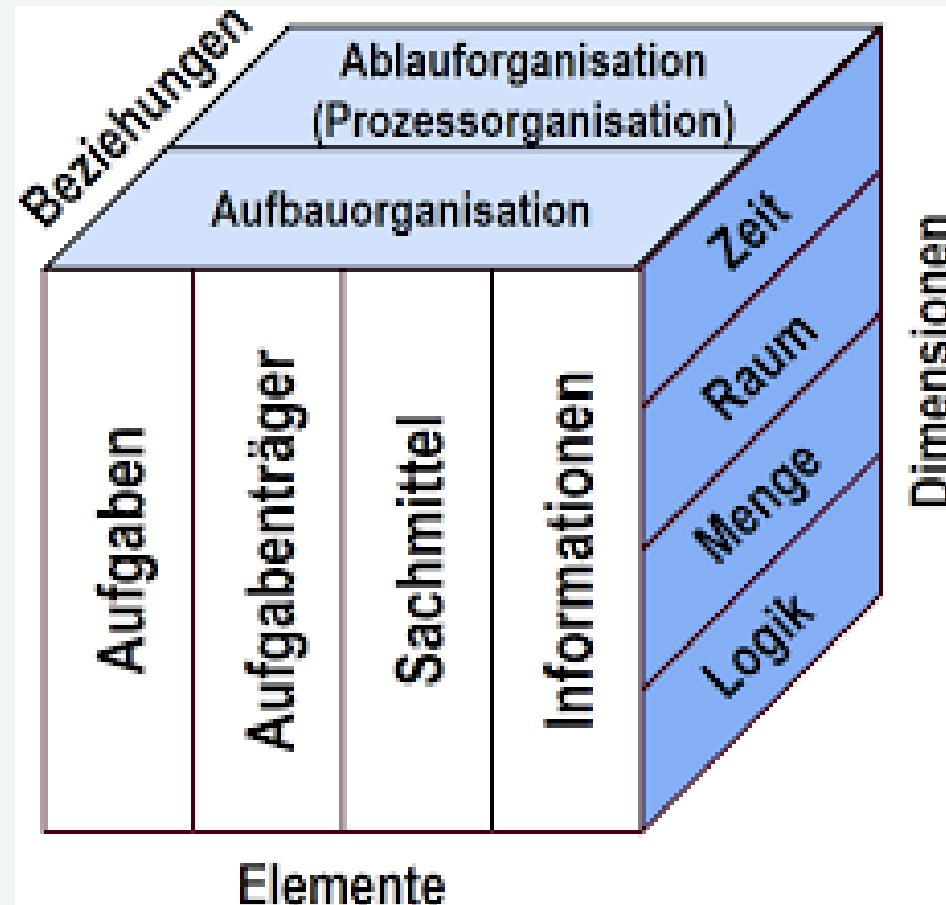 Beziehungen
Ablauforganisation
(Prozessorganisation)
Aufbauorganisation
Aufgaben
Aufgabenträger
Sachmittel
Informationen
Zeit
Raum
Menge
Logik
Dimensionen
Elemente